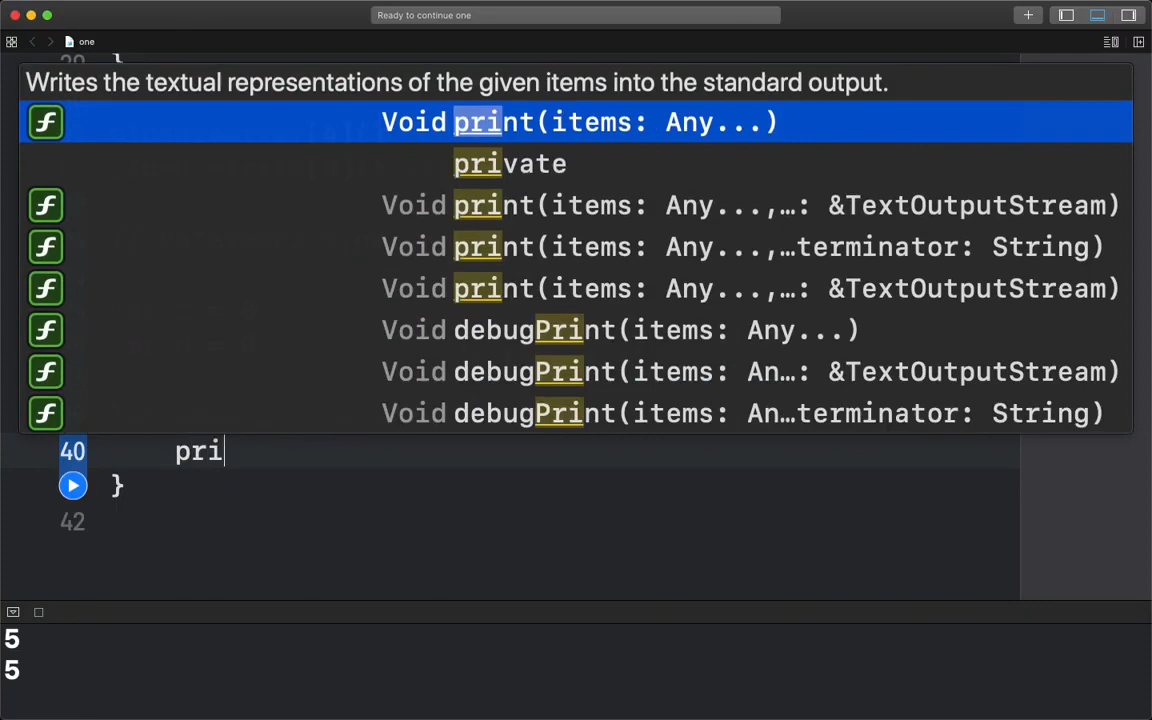 Ready to continue one
one
Writes the textual representations of the given items into the standard output.
Void print(items: Any...)
private
Void print(items: Any...,…: &TextOutputStream)
Void print(items: Any...,…terminator: String)
Void print(items: Any...,…: &TextOutputStream)
Void debugPrint(items: Any...)
Void debugPrint(items: An…: &TextOutputStream)
Void debugPrint(items: An…terminator: String)
40 pri
}
42
5
5